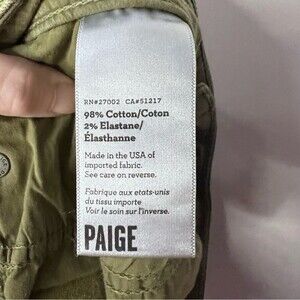 RN#27002 CA#51217
98% Cotton/Coton
2% Elastane/
Élasthanne
Made in the USA of
imported fabric.
See care on reverse.
Fabrique aux etats-unis
du tissu importe
Voir le soin sur l'inverse.
PAIGE